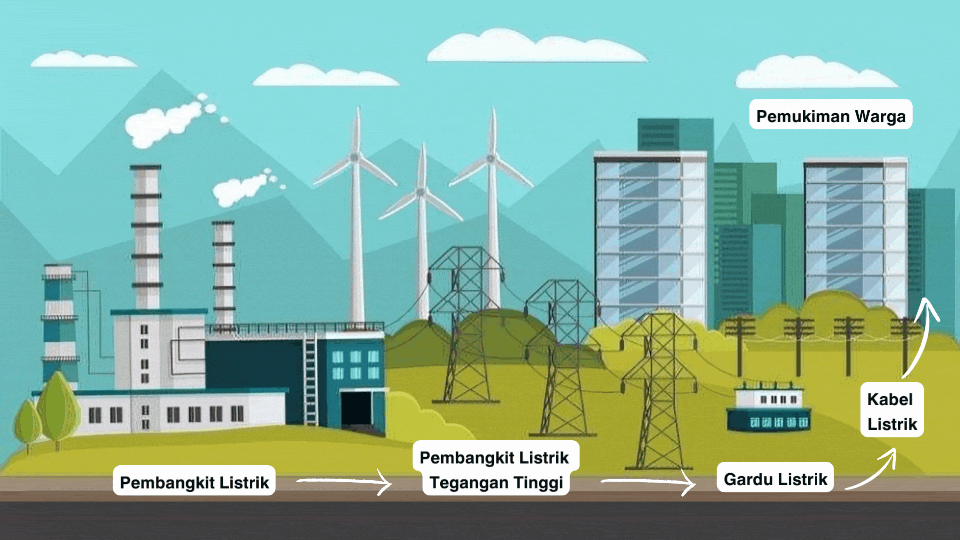 Pemukiman Warga
Kabel
Listrik
Pembangkit Listrik
Pembangkit Listrik
Tegangan Tinggi
Gardu Listrik